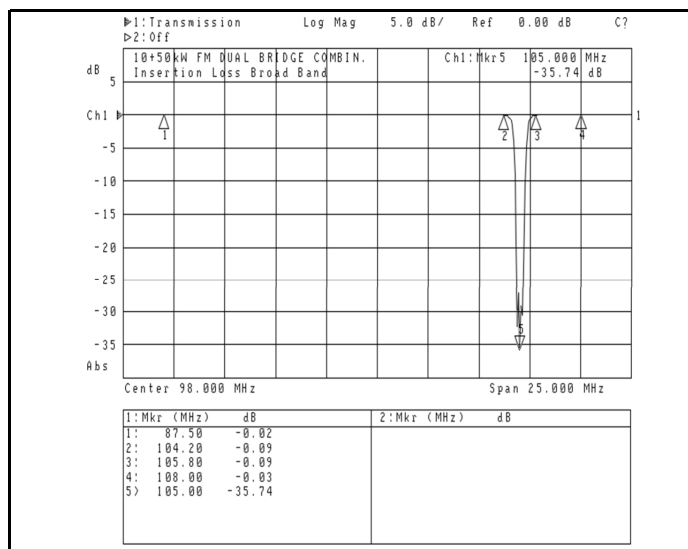 ▶1:Transmission Log Mag 5.0 dB/ Ref 0.00 dB C?
▷2:Off
10+50kW FM DUAL BRIDGE COMBIN. Ch1:Mkr5 105.000 MHz
Insertion Loss Broad Band -35.74 dB
dB
5
Ch1 1
1 2 3 4
-5
-10
-15
-20
-25
-30
5
-35
Abs
Center 98.000 MHz Span 25.000 MHz
1:Mkr (MHz) dB 2:Mkr (MHz) dB
1: 87.50 -0.02
2: 104.20 -0.09
3: 105.80 -0.09
4: 108.00 -0.03
5> 105.00 -35.74